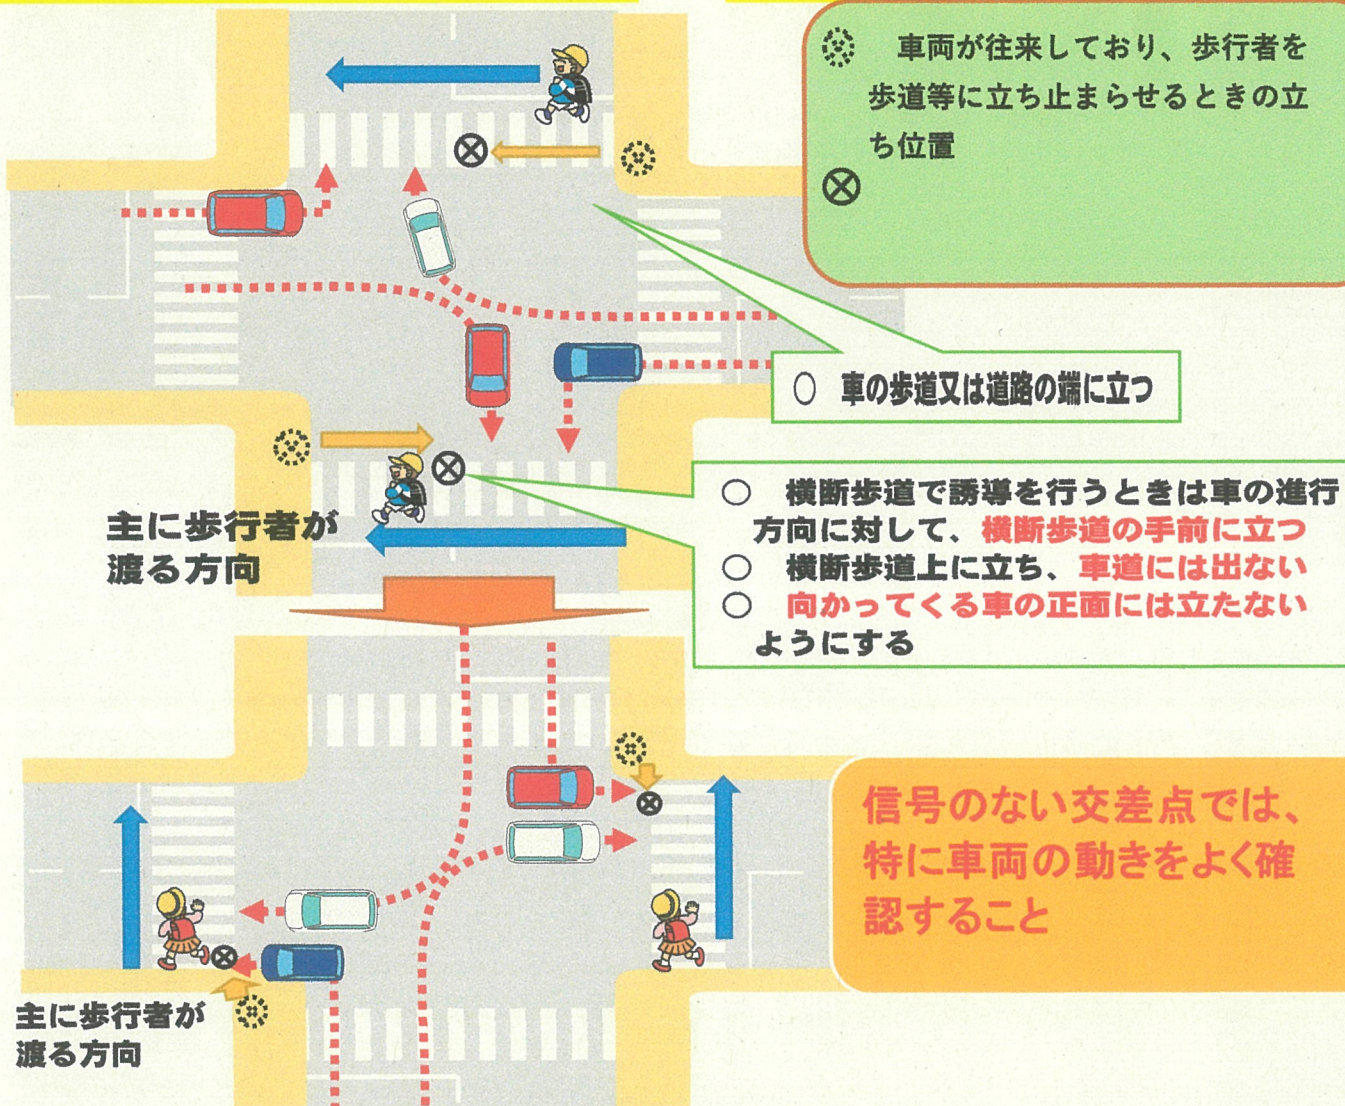 車両が往来しており、歩行者を
歩道等に立ち止まらせるときの立
ち位置
○ 車の歩道又は道路の端に立つ
○ 横断歩道で誘導を行うときは車の進行
方向に対して、横断歩道の手前に立つ
○ 横断歩道上に立ち、車道には出ない
○ 向かってくる車の正面には立たない
ようにする
主に歩行者が
渡る方向
信号のない交差点では、
特に車両の動きをよく確
認すること
主に歩行者が
渡る方向